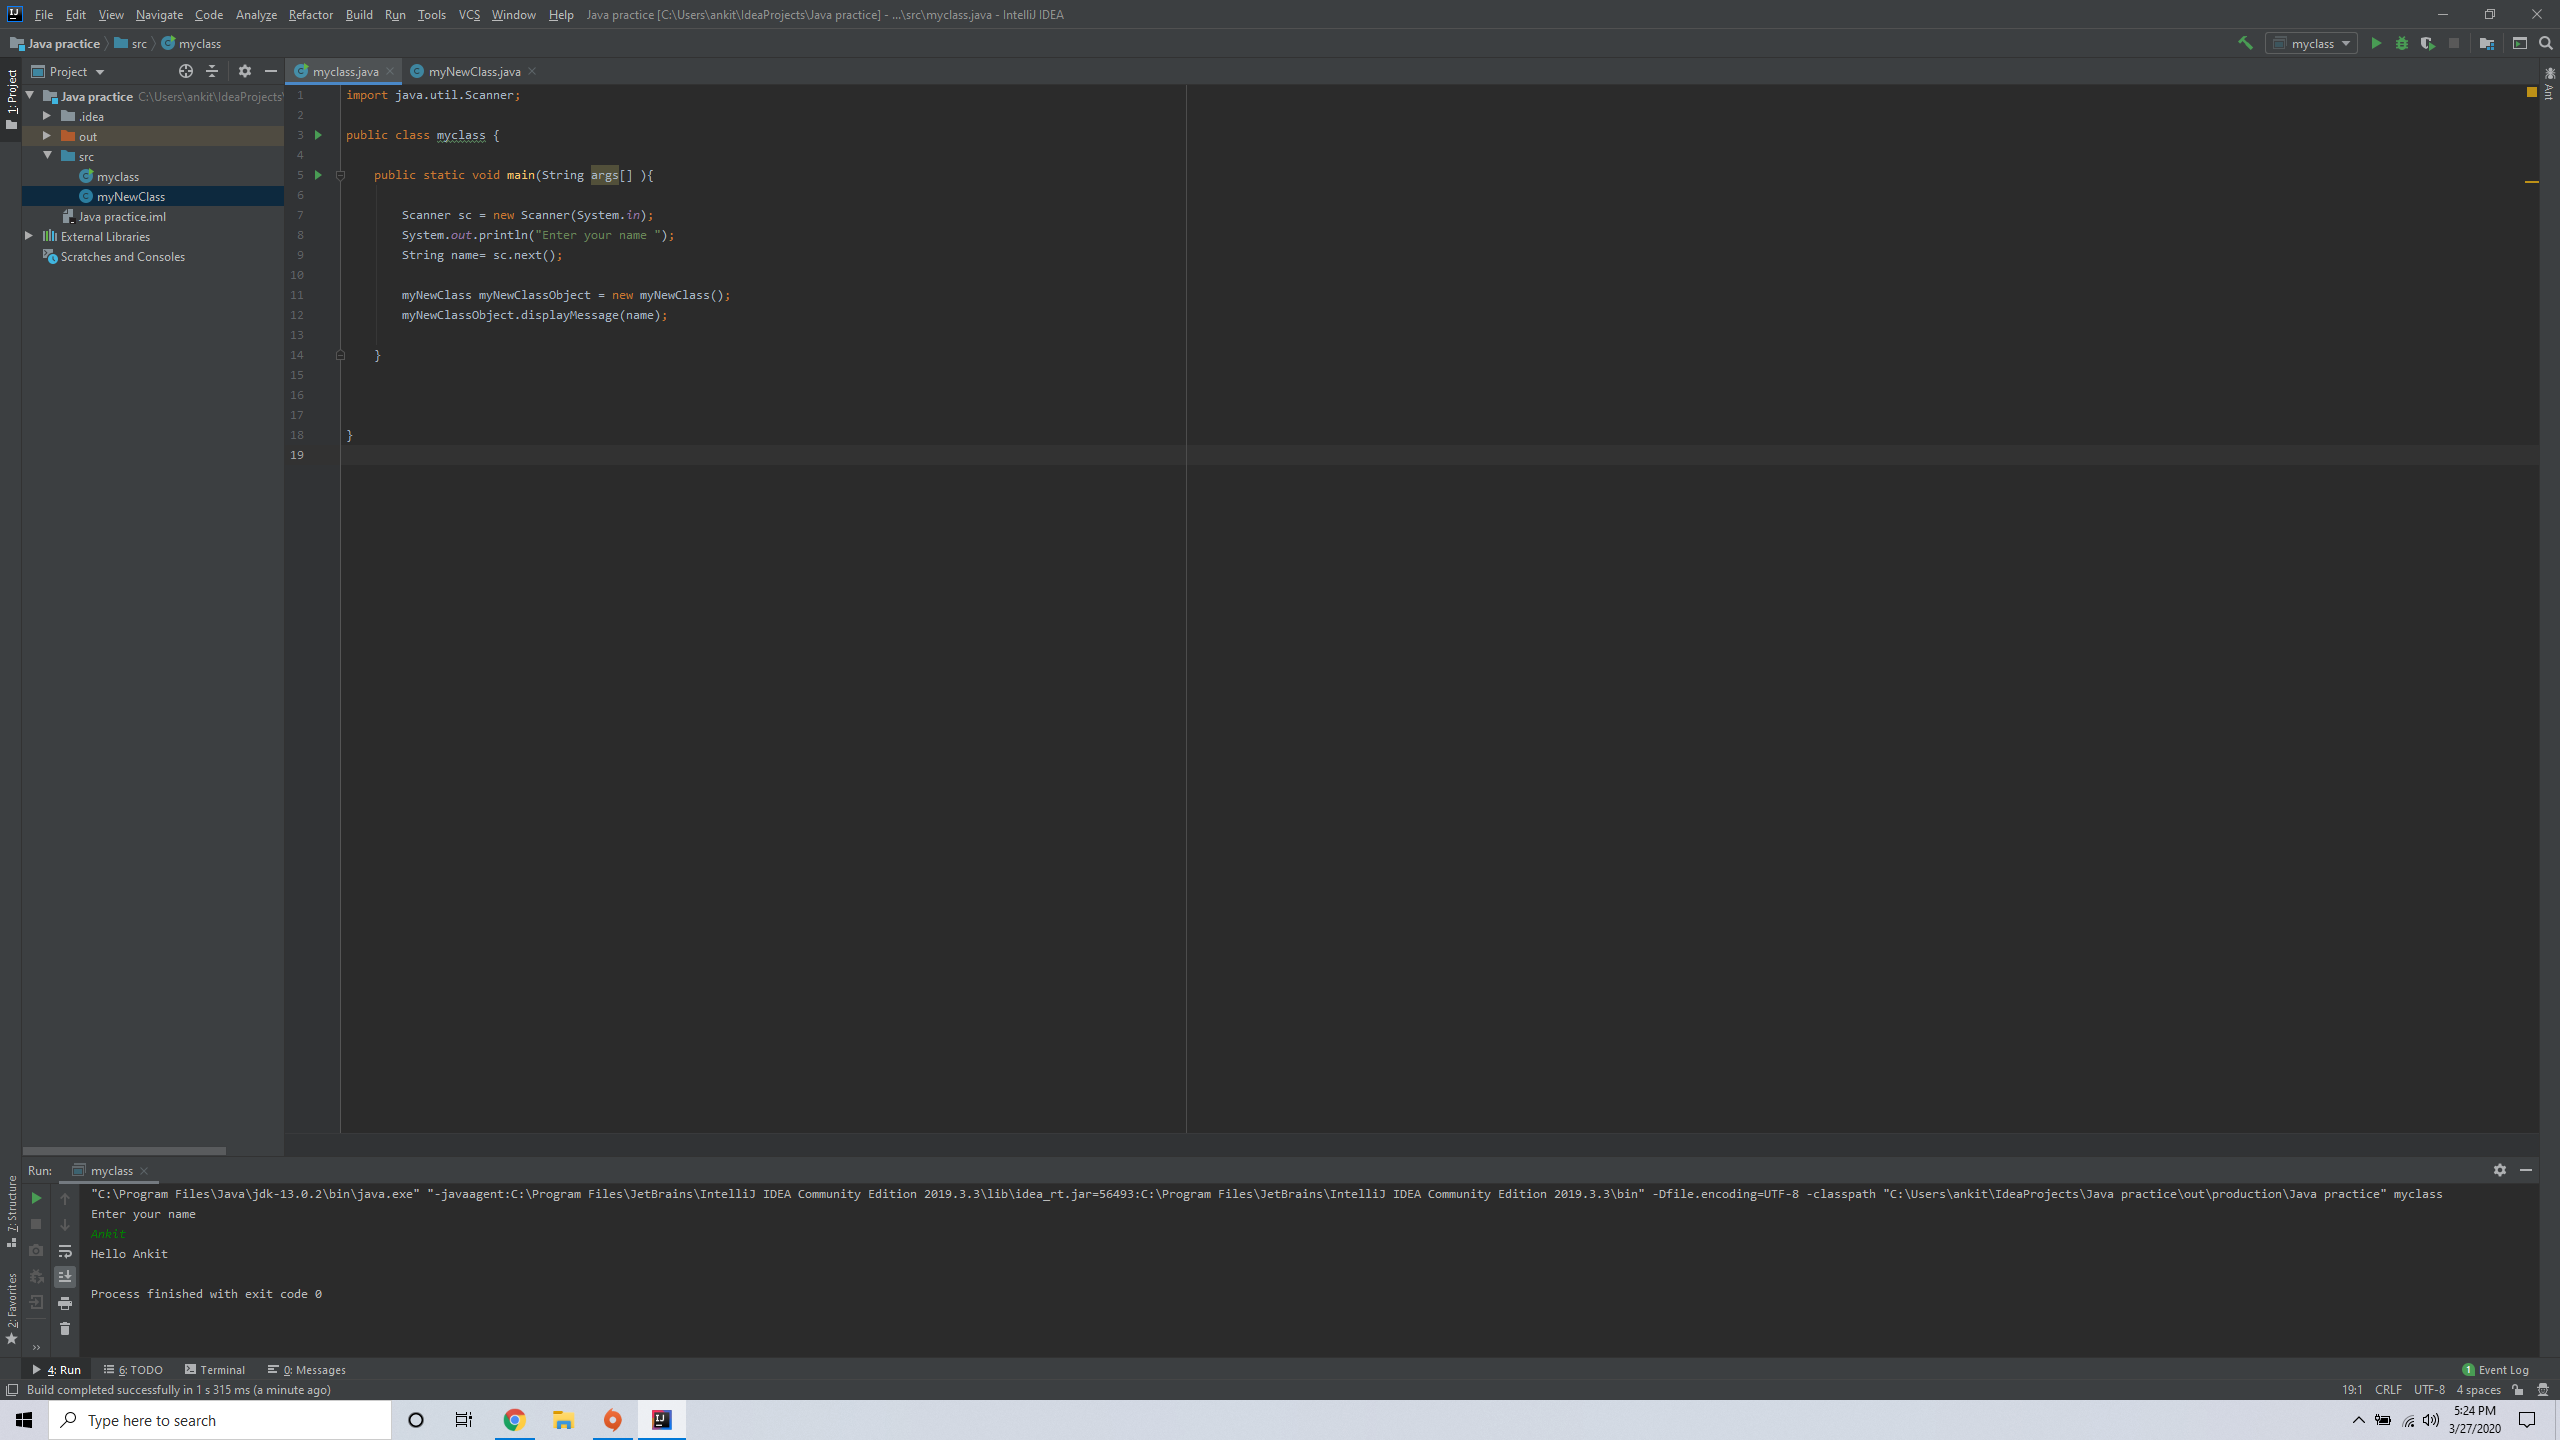 File Edit View Navigate Code Analyze Refactor Build Run Tools VCS Window Help Java practice [C:\Users\ankit\IdeaProjects\Java practice] - ...\src\myclass.java - IntelliJ IDEA
Java practice src myclass
myclass
1: Project
Project
myclass.java myNewClass.java
Ant
Java practice C:\Users\ankit\IdeaProjects\
.idea
out
src
myclass
myNewClass
Java practice.iml
External Libraries
Scratches and Consoles
1 import java.util.Scanner;
2
3 public class myclass {
4
5 public static void main(String args[] ){
6
7 Scanner sc = new Scanner(System.in);
8 System.out.println("Enter your name ");
9 String name= sc.next();
10
11 myNewClass myNewClassObject = new myNewClass();
12 myNewClassObject.displayMessage(name);
13
14 }
15
16
17
18 }
19
7: Structure
2: Favorites
Run: myclass
"C:\Program Files\Java\jdk-13.0.2\bin\java.exe" "-javaagent:C:\Program Files\JetBrains\IntelliJ IDEA Community Edition 2019.3.3\lib\idea_rt.jar=56493:C:\Program Files\JetBrains\IntelliJ IDEA Community Edition 2019.3.3\bin" -Dfile.encoding=UTF-8 -classpath "C:\Users\ankit\IdeaProjects\Java practice\out\production\Java practice" myclass
Enter your name
Ankit
Hello Ankit
Process finished with exit code 0
4: Run 6: TODO Terminal 0: Messages 1 Event Log
Build completed successfully in 1 s 315 ms (a minute ago) 19:1 CRLF UTF-8 4 spaces
Type here to search
5:24 PM
3/27/2020